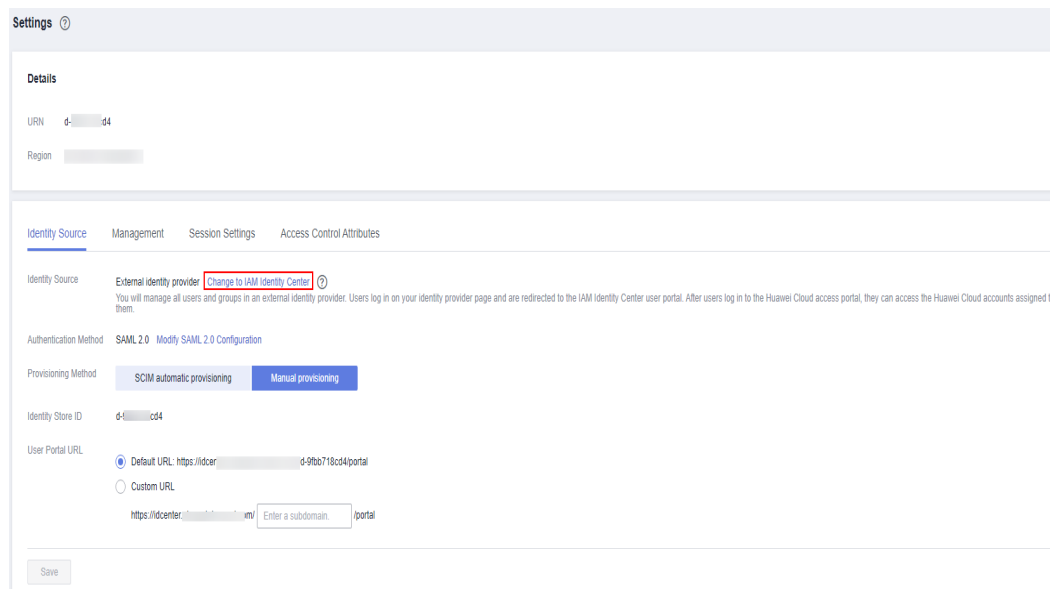 Settings ?
Details
URN d- d4
Region
Identity Source Management Session Settings Access Control Attributes
Identity Source External identity provider Change to IAM Identity Center ?
You will manage all users and groups in an external identity provider. Users log in on your identity provider page and are redirected to the IAM Identity Center user portal. After users log in to the Huawei Cloud access portal, they can access the Huawei Cloud accounts assigned
them.
Authentication Method SAML 2.0 Modify SAML 2.0 Configuration
Provisioning Method SCIM automatic provisioning Manual provisioning
Identity Store ID d- cd4
User Portal URL
Default URL: https://idcen d-9fbb718cd4/portal
Custom URL
https://idcenter. m/ Enter a subdomain. /portal
Save